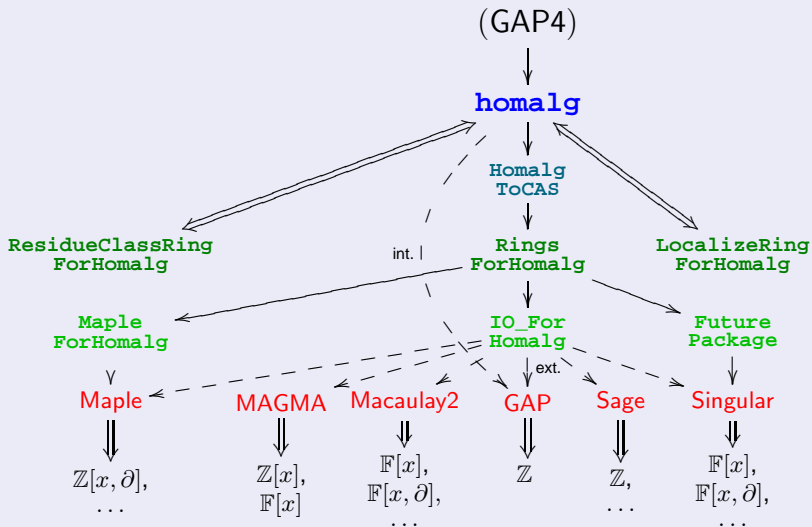 (GAP4)
homalg
Homalg
ToCAS
ResidueClassRing
ForHomalg
int.
Rings
ForHomalg
LocalizeRing
ForHomalg
Maple
ForHomalg
IO_For
Homalg
Future
Package
ext.
Maple
MAGMA
Macaulay2
GAP
Sage
Singular
ℤ[x, ∂],
...
ℤ[x],
𝔽[x]
𝔽[x],
𝔽[x, ∂],
...
ℤ
ℤ,
...
𝔽[x],
𝔽[x, ∂],
...